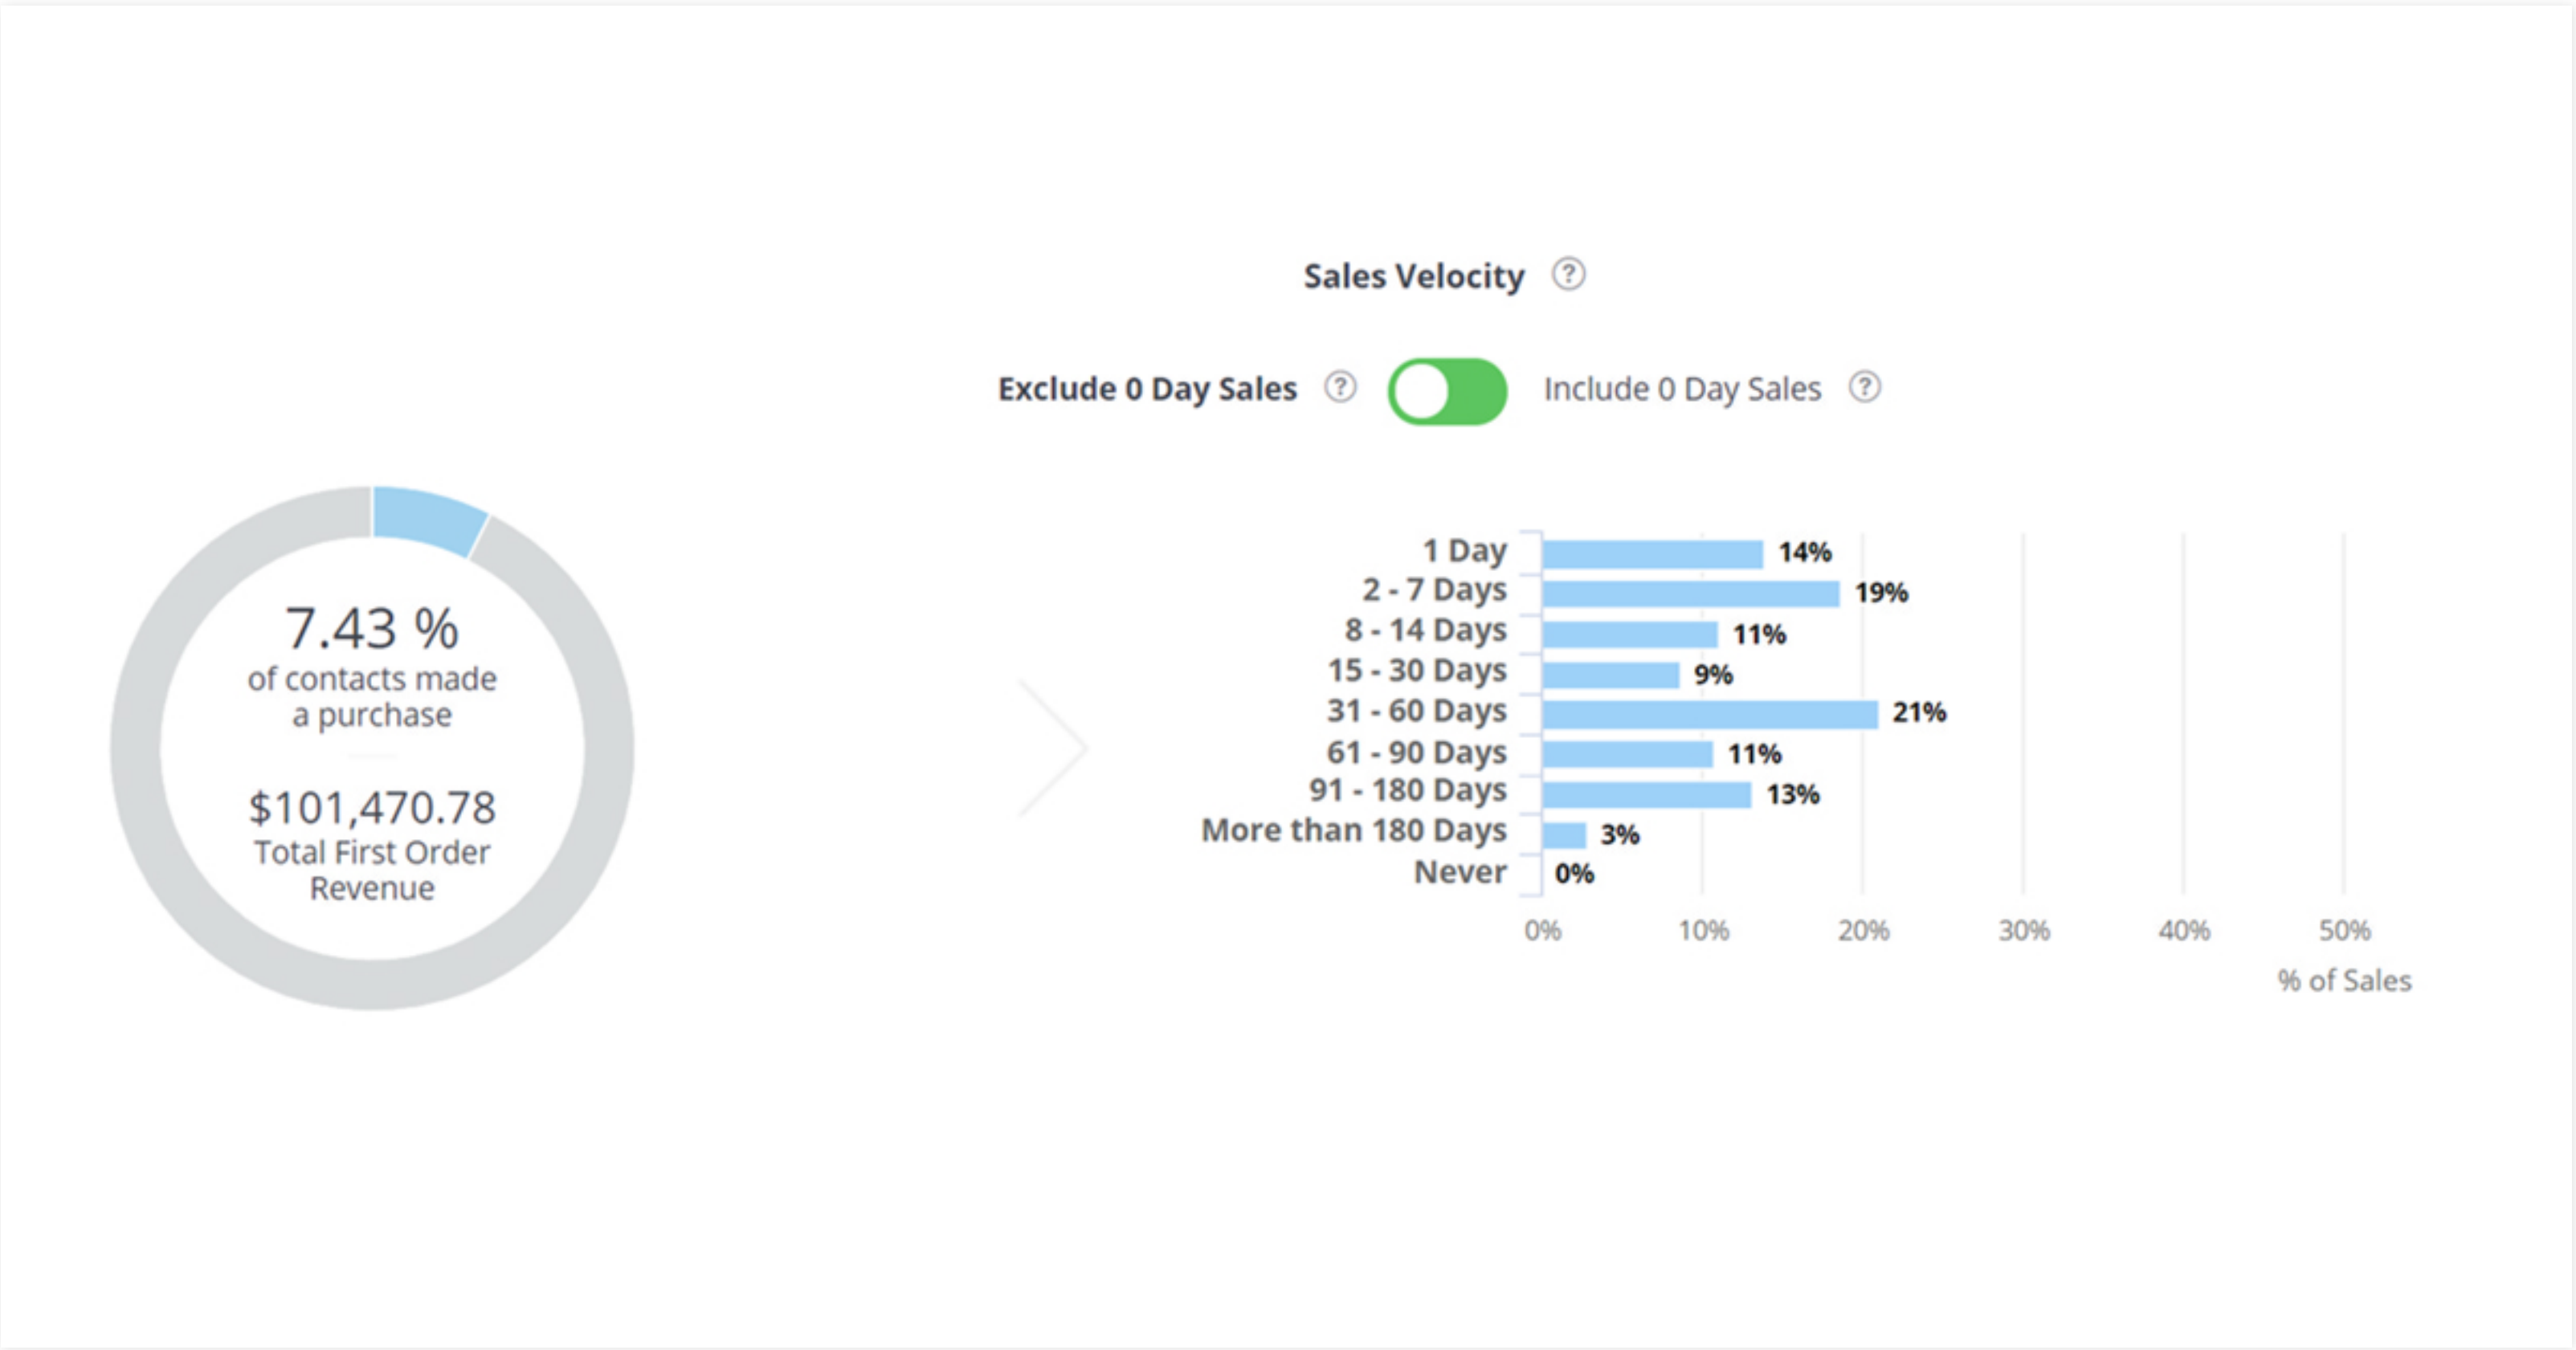 Sales Velocity ?
Exclude 0 Day Sales ? Include 0 Day Sales ?
7.43 %
of contacts made
a purchase
$101,470.78
Total First Order
Revenue
1 Day 14%
2 - 7 Days 19%
8 - 14 Days 11%
15 - 30 Days 9%
31 - 60 Days 21%
61 - 90 Days 11%
91 - 180 Days 13%
More than 180 Days 3%
Never 0%
0% 10% 20% 30% 40% 50%
% of Sales